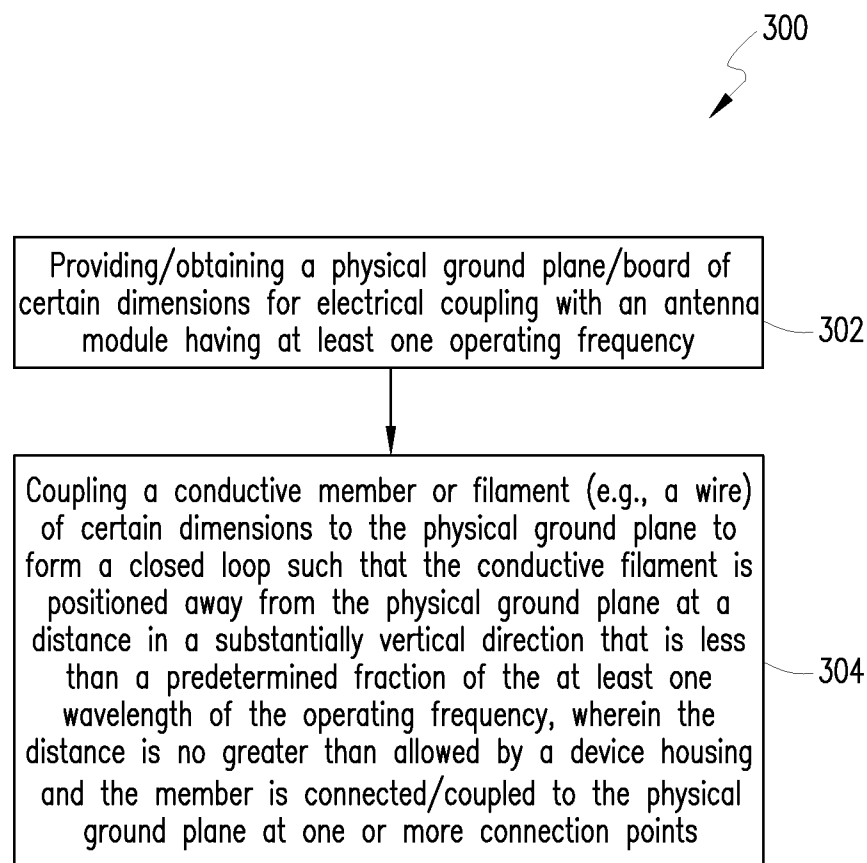 300
Providing/obtaining a physical ground plane/board of
certain dimensions for electrical coupling with an antenna
module having at least one operating frequency
302
Coupling a conductive member or filament (e.g., a wire)
of certain dimensions to the physical ground plane to
form a closed loop such that the conductive filament is
positioned away from the physical ground plane at a
distance in a substantially vertical direction that is less
than a predetermined fraction of the at least one
wavelength of the operating frequency, wherein the
distance is no greater than allowed by a device housing
and the member is connected/coupled to the physical
ground plane at one or more connection points
304